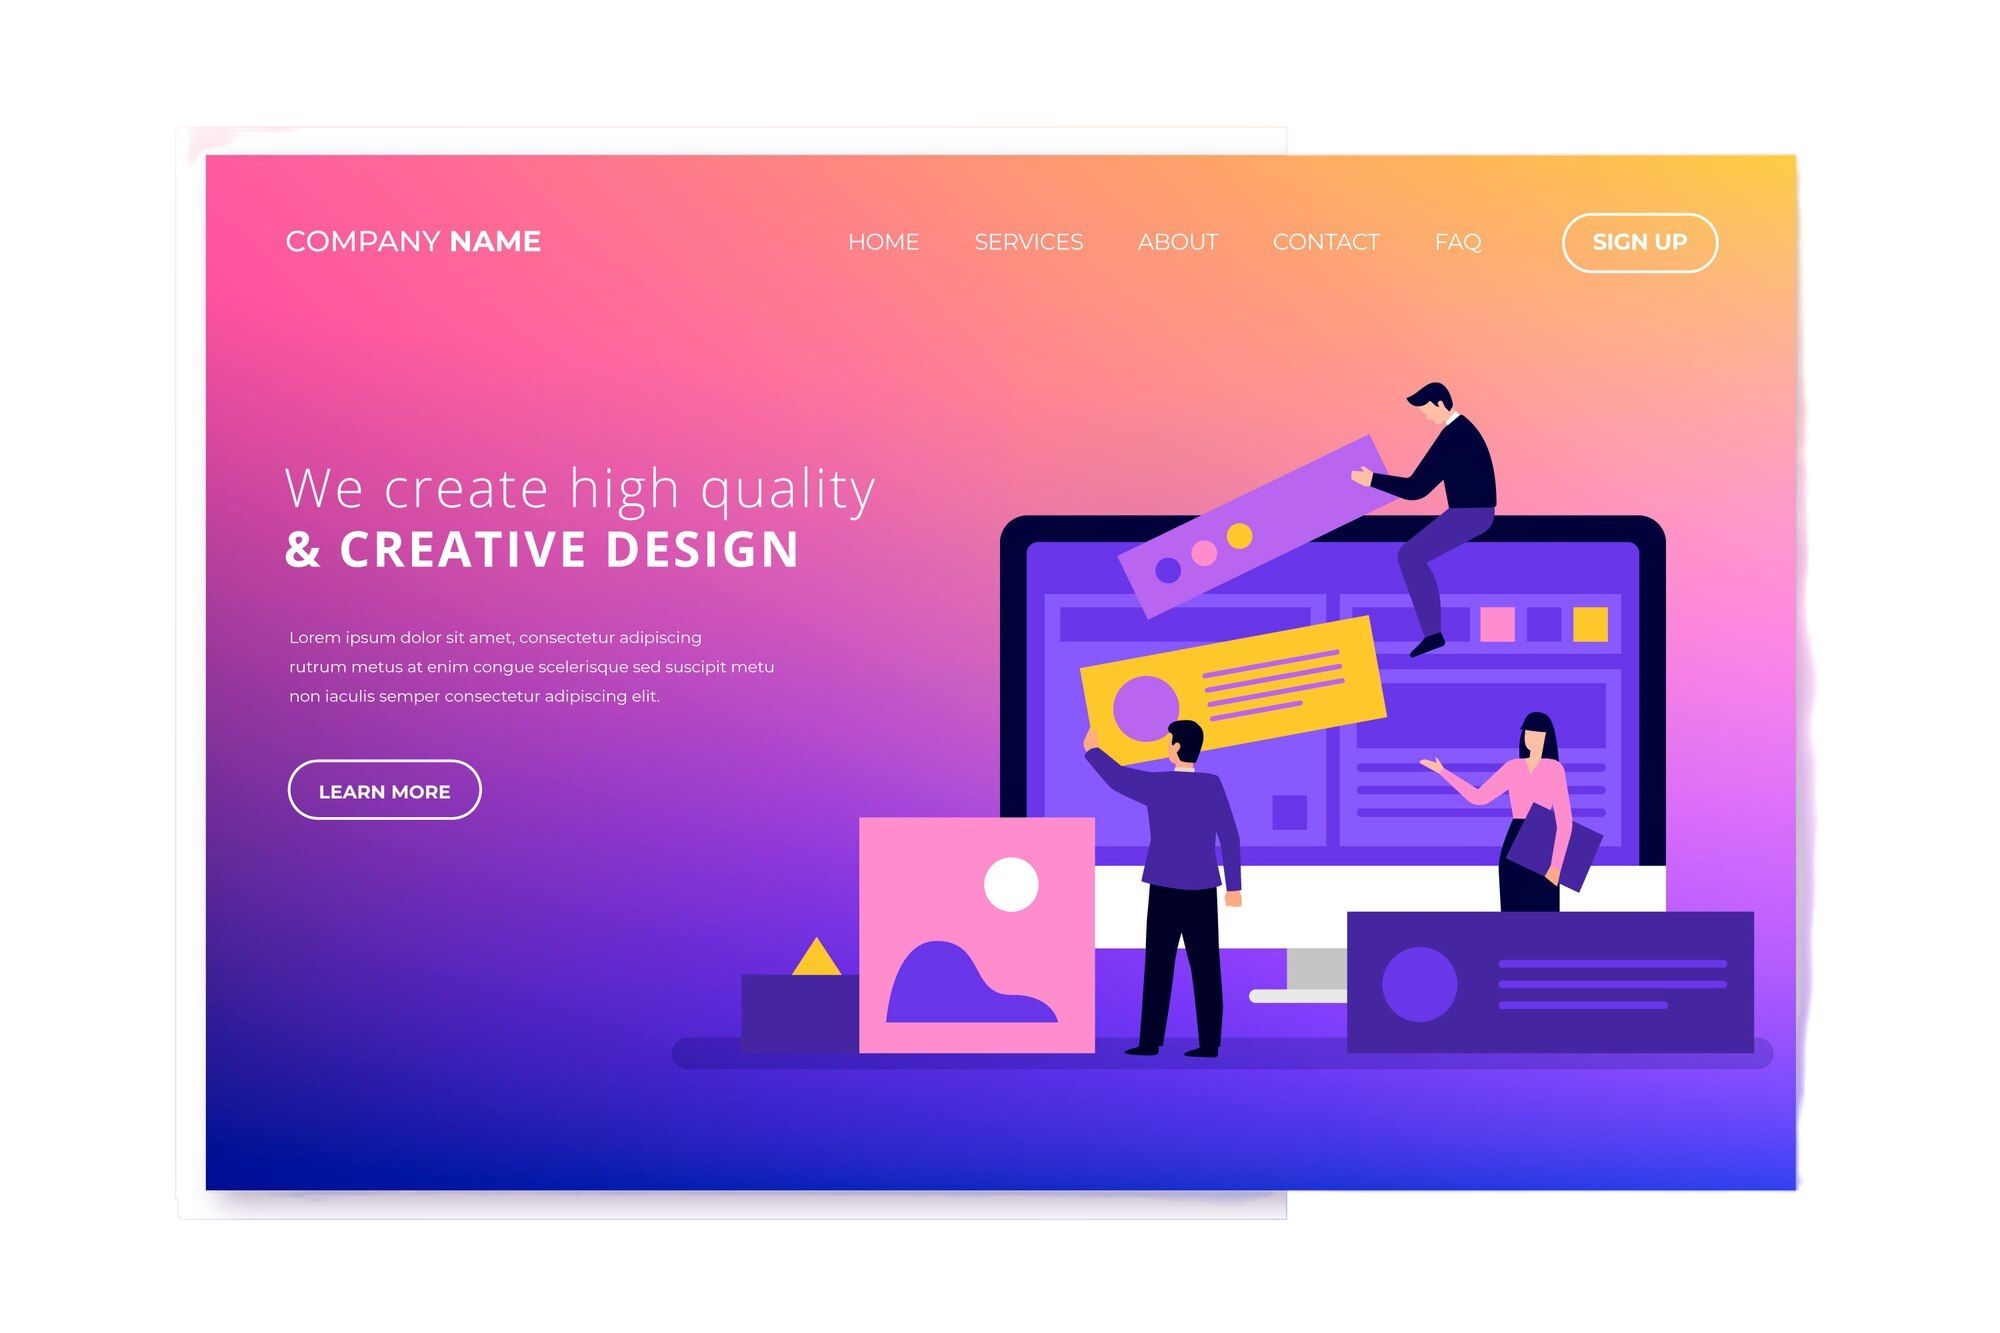 COMPANY NAME
HOME SERVICES ABOUT CONTACT FAQ SIGN UP
We create high quality
& CREATIVE DESIGN
Lorem ipsum dolor sit amet, consectetur adipiscing
rutrum metus at enim congue scelerisque sed suscipit metu
non iaculis semper consectetur adipiscing elit.
LEARN MORE